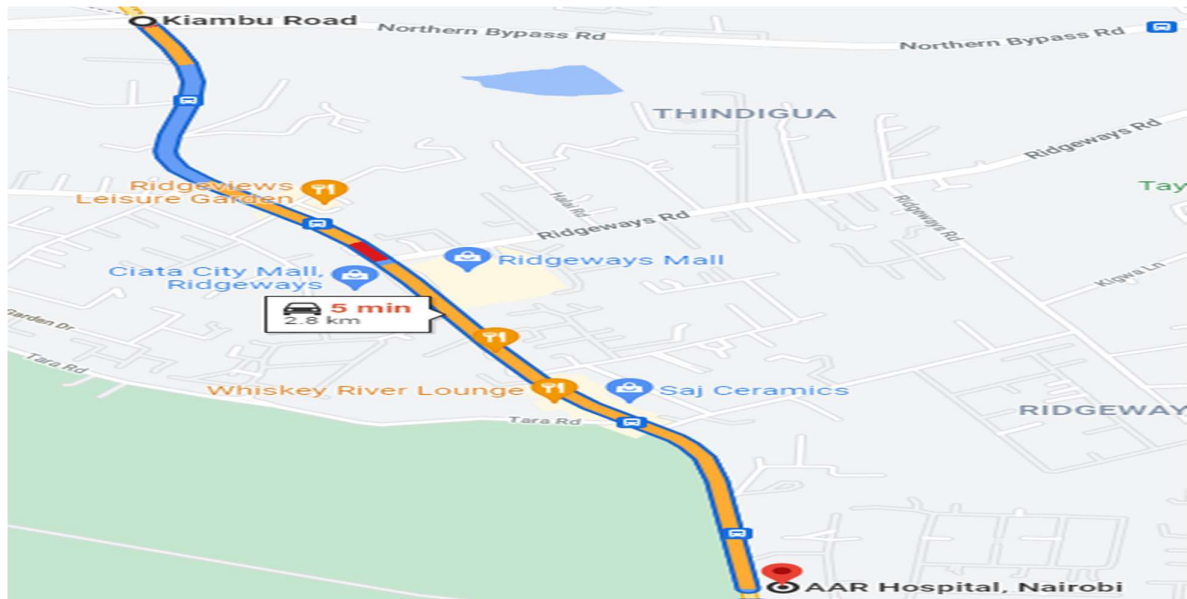 Kiambu Road
Northern Bypass Rd
Northern Bypass Rd
THINDIGUA
Ridgeways Rd
Ridgeviews
Leisure Garden
Tay
Halai Rd
Ridgeways Rd
Ridgeways Rd
Ridgeways Mall
Ciata City Mall,
Ridgeways
Kigwa Ln
5 min
2.8 km
Garden Dr
Tara Rd
Whiskey River Lounge
Saj Ceramics
RIDGEWAY
Tara Rd
AAR Hospital, Nairobi